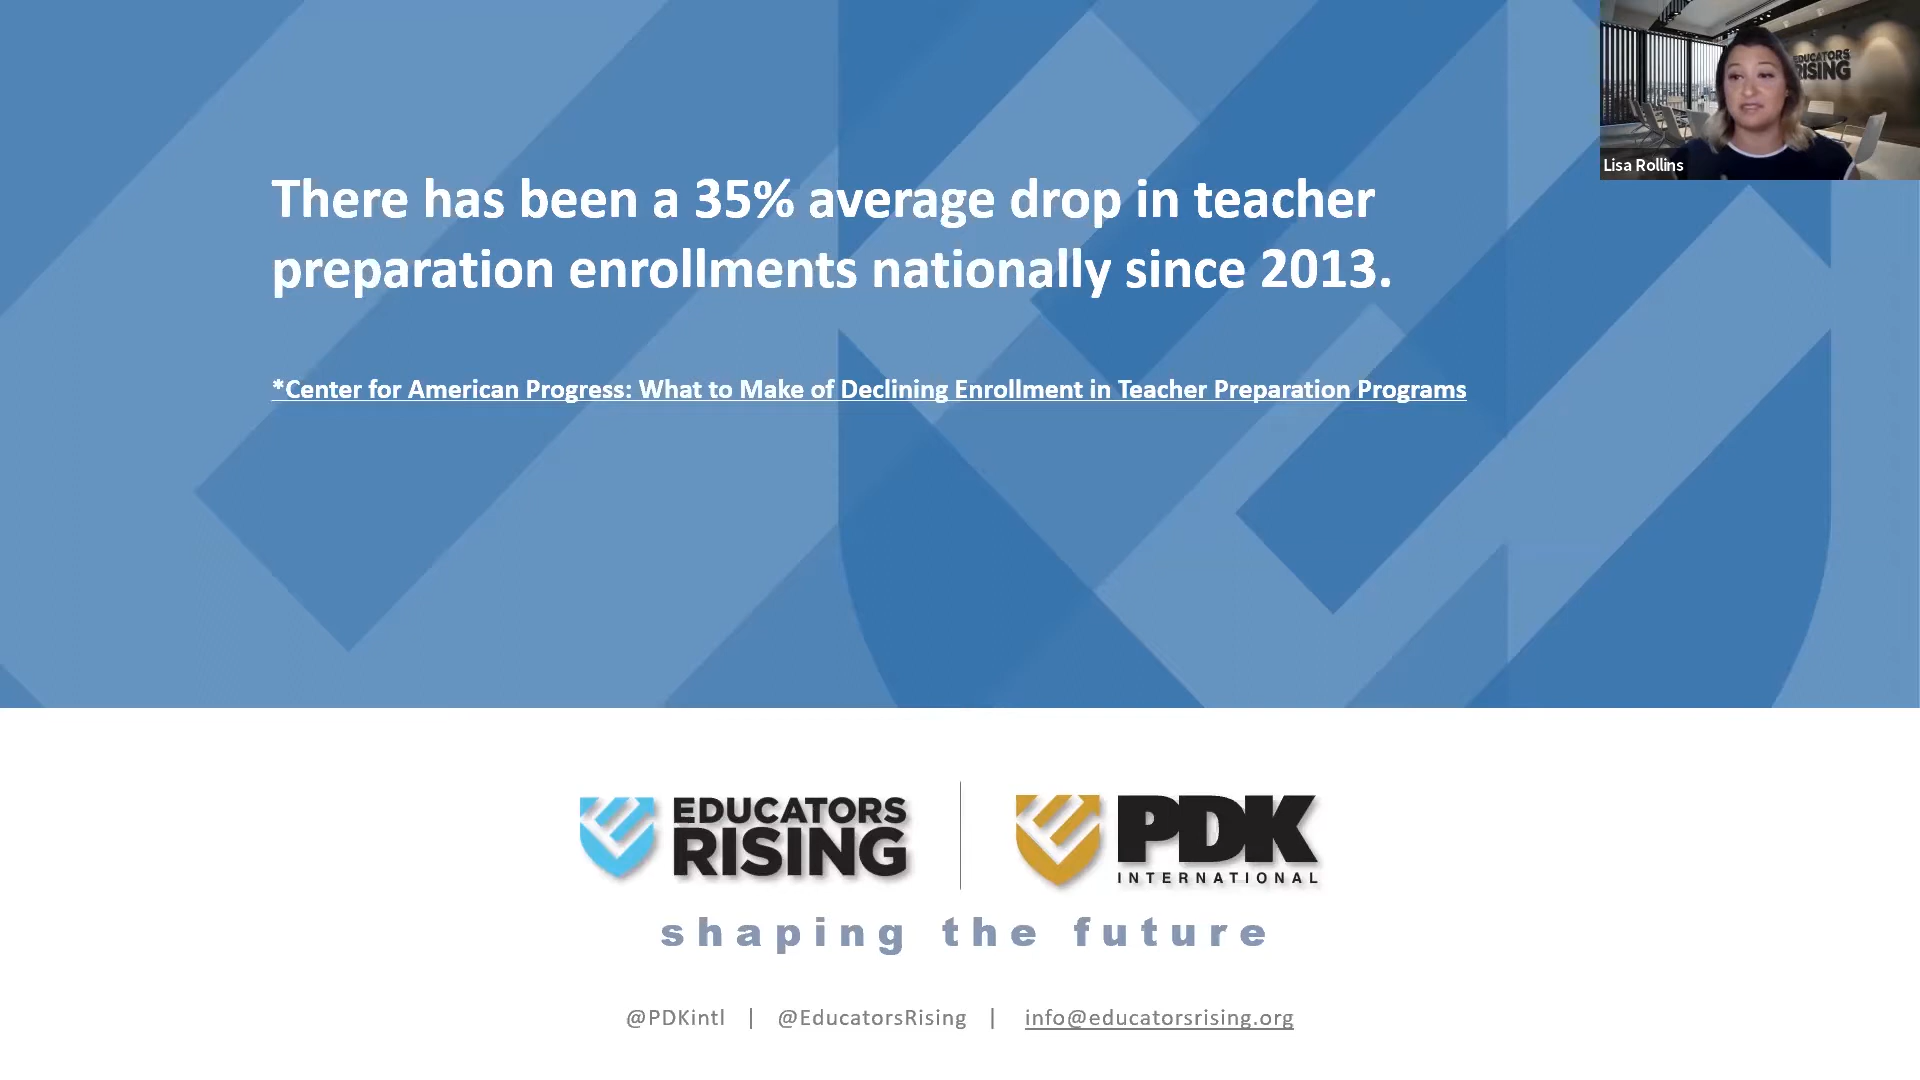 There has been a 35% average drop in teacher
preparation enrollments nationally since 2013.
*Center for American Progress: What to Make of Declining Enrollment in Teacher Preparation Programs
EDUCATORS
RISING
Lisa Rollins
EDUCATORS
RISING
PDK
INTERNATIONAL
shaping the future
@PDKintl | @EducatorsRising | info@educatorsrising.org